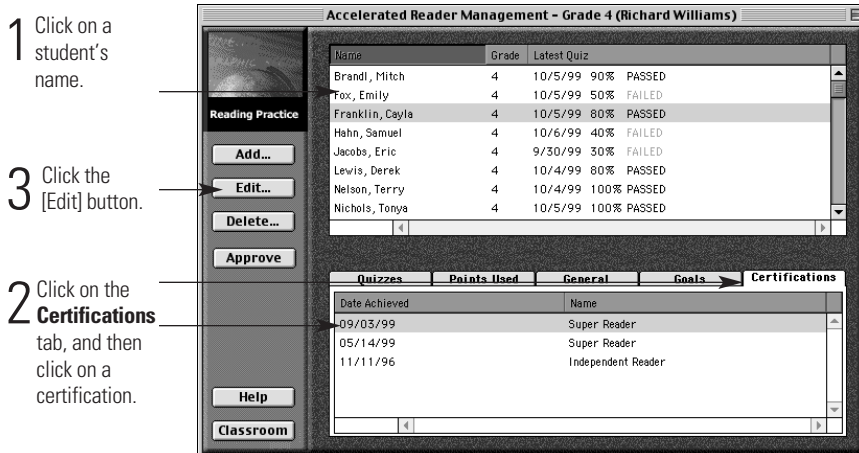 Accelerated Reader Management – Grade 4 (Richard Williams)
1 Click on a
student's
name.
Reading Practice
Name Grade Latest Quiz
Brandl, Mitch 4 10/5/99 90% PASSED
Fox, Emily 4 10/5/99 50% FAILED
Franklin, Cayla 4 10/5/99 80% PASSED
Hahn, Samuel 4 10/6/99 40% FAILED
Jacobs, Eric 4 9/30/99 30% FAILED
Lewis, Derek 4 10/4/99 80% PASSED
Nelson, Terry 4 10/4/99 100% PASSED
Nichols, Tonya 4 10/5/99 100% PASSED
Add...
3 Click the
[Edit] button.
Edit...
Delete...
Approve
Quizzes Points Used General Goals Certifications
2 Click on the
Certifications
tab, and then
click on a
certification.
Date Achieved Name
09/03/99 Super Reader
05/14/99 Super Reader
11/11/96 Independent Reader
Help
Classroom